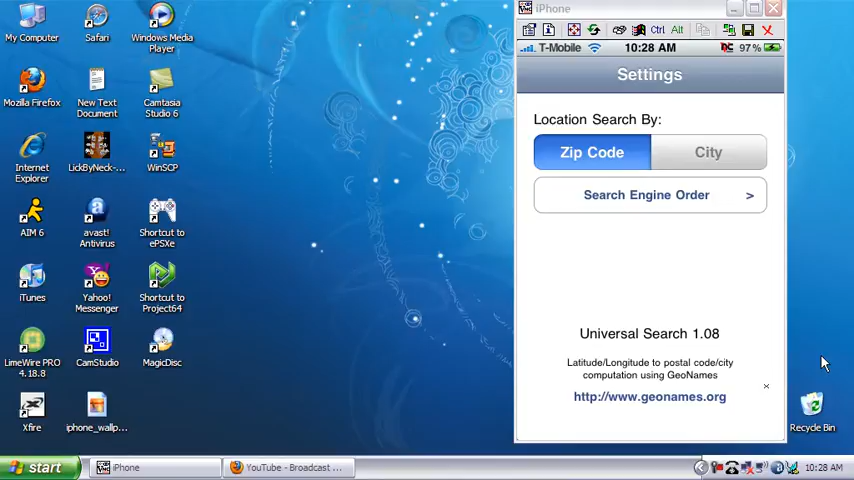 My Computer
Safari
Windows Media
Player
Mozilla Firefox
New Text
Document
Camtasia
Studio 6
Internet
Explorer
LickByNeck-...
WinSCP
AIM 6
avast!
Antivirus
Shortcut to
ePSXe
iTunes
Yahoo!
Messenger
Shortcut to
Project64
LimeWire PRO
4.18.8
CamStudio
MagicDisc
Xfire
iphone_wallp...
iPhone
Ctrl Alt
T-Mobile 10:28 AM 97%
Settings
Location Search By:
Zip Code City
Search Engine Order >
Universal Search 1.08
Latitude/Longitude to postal code/city
computation using GeoNames
http://www.geonames.org
Recycle Bin
start iPhone YouTube - Broadcast ... 10:28 AM